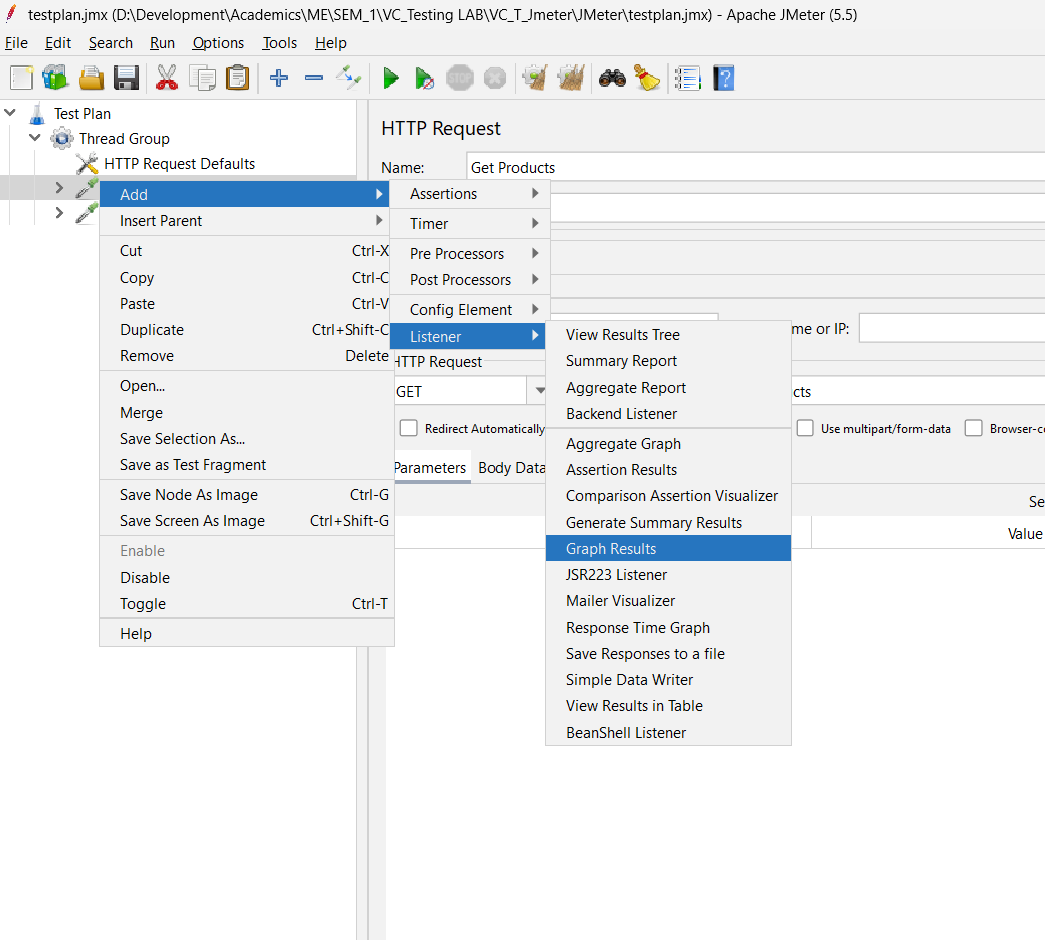 testplan.jmx (D:\Development\Academics\ME\SEM_1\VC_Testing LAB\VC_T_Jmeter\JMeter\testplan.jmx) - Apache JMeter (5.5)
File Edit Search Run Options Tools Help
STOP
Test Plan
Thread Group
HTTP Request Defaults
HTTP Request
Name: Get Products
Add
Insert Parent
Cut Ctrl-X
Copy Ctrl-C
Paste Ctrl-V
Duplicate Ctrl+Shift-C
Remove Delete
Open...
Merge
Save Selection As...
Save as Test Fragment
Save Node As Image Ctrl-G
Save Screen As Image Ctrl+Shift-G
Enable
Disable
Toggle Ctrl-T
Help
Assertions
Timer
Pre Processors
Post Processors
Config Element
Listener
View Results Tree
Summary Report
Aggregate Report
Backend Listener
Aggregate Graph
Assertion Results
Comparison Assertion Visualizer
Generate Summary Results
Graph Results
JSR223 Listener
Mailer Visualizer
Response Time Graph
Save Responses to a file
Simple Data Writer
View Results in Table
BeanShell Listener
me or IP:
HTTP Request
GET
cts
Redirect Automatically
Use multipart/form-data
Browser-c
Parameters Body Data
Se
Value